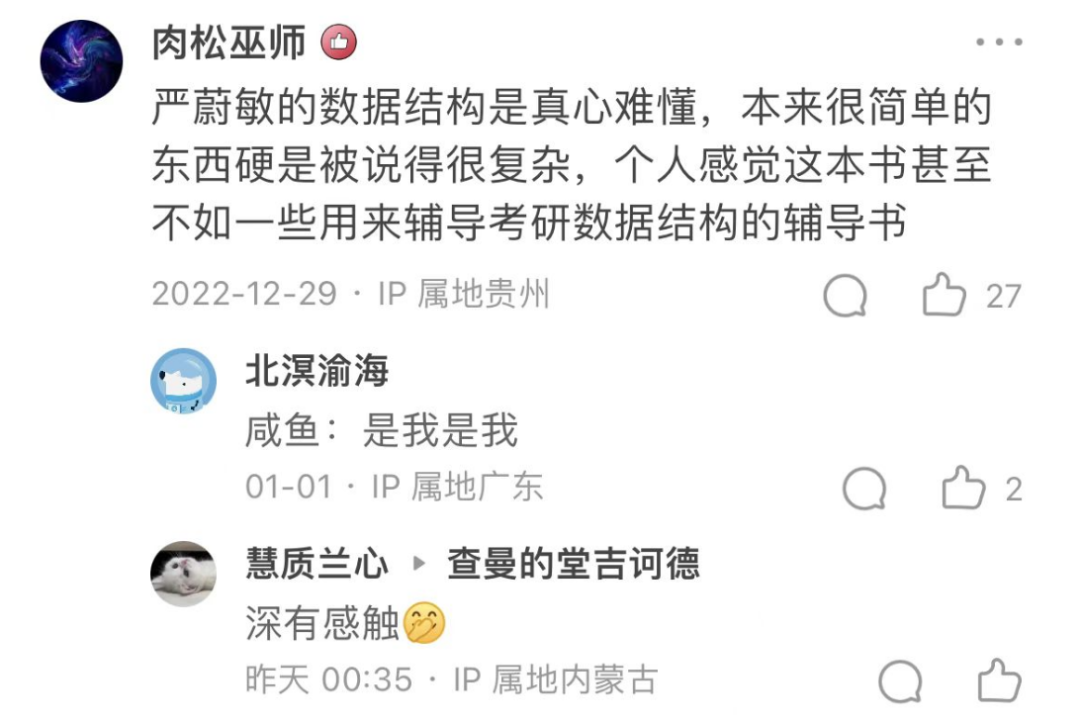 肉松巫师
严蔚敏的数据结构是真心难懂，本来很简单的
东西硬是被说得很复杂，个人感觉这本书甚至
不如一些用来辅导考研数据结构的辅导书
2022-12-29 · IP 属地贵州 27
北溟渝海
咸鱼：是我是我
01-01 · IP 属地广东 2
慧质兰心 ▸ 查曼的堂吉诃德
深有感触🤭
昨天 00:35 · IP 属地内蒙古